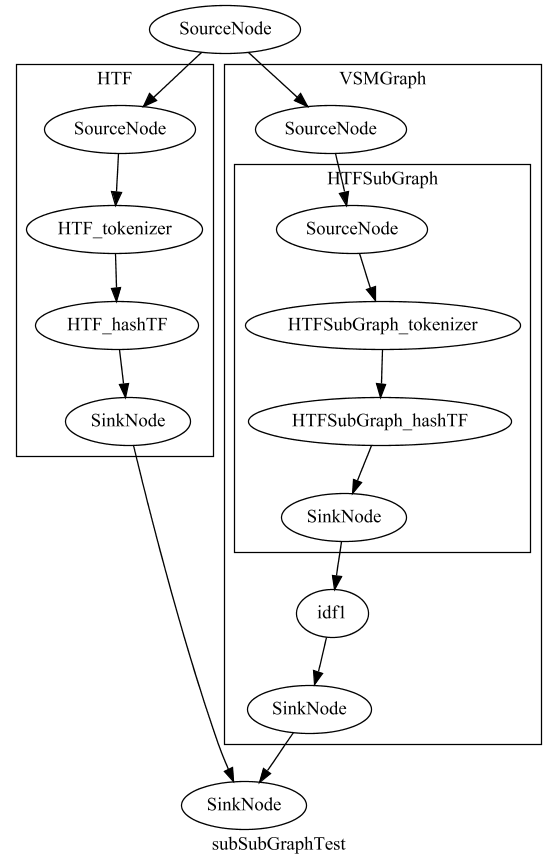 SourceNode
HTF
VSMGraph
SourceNode
SourceNode
HTFSubGraph
HTF_tokenizer
SourceNode
HTF_hashTF
HTFSubGraph_tokenizer
SinkNode
HTFSubGraph_hashTF
SinkNode
idf1
SinkNode
SinkNode
subSubGraphTest